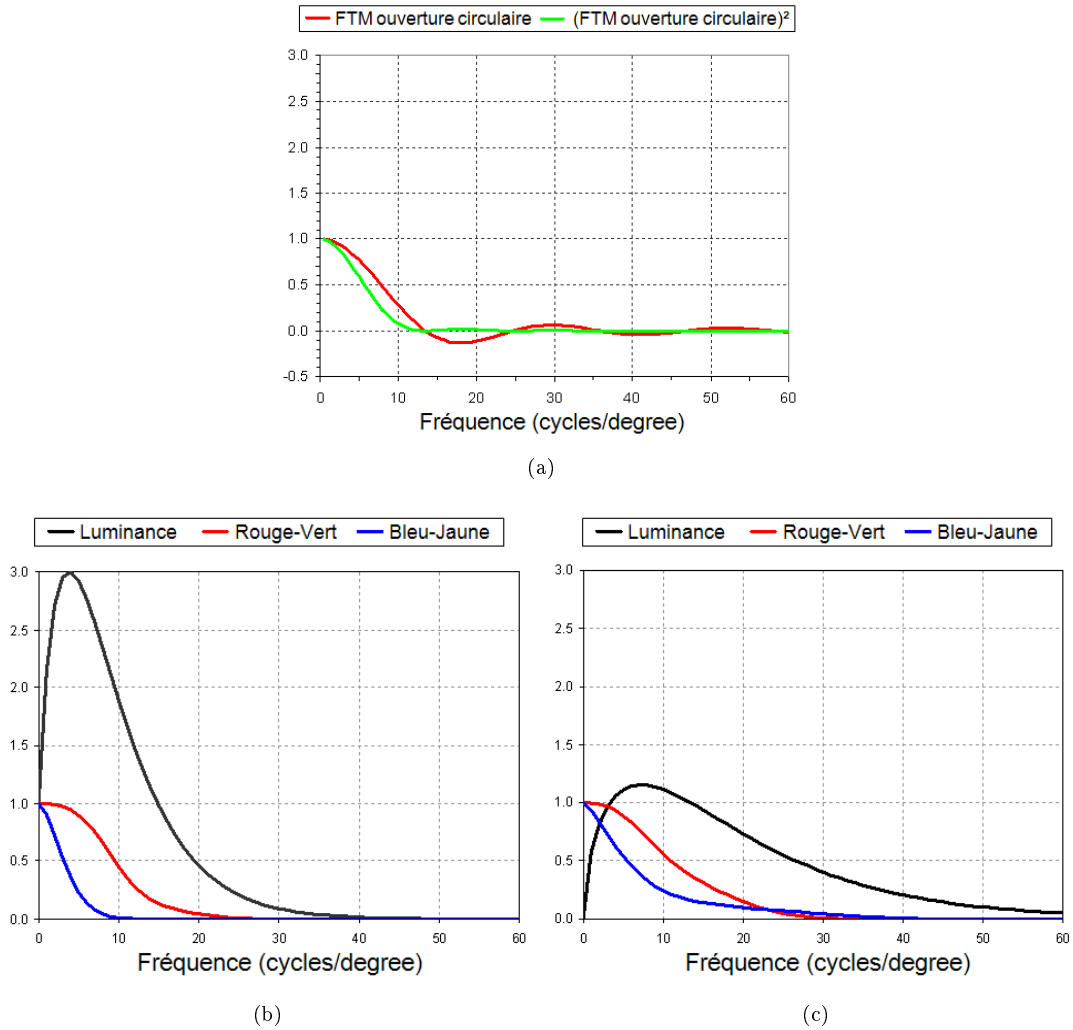 FTM ouverture circulaire (FTM ouverture circulaire)²
3.0
2.5
2.0
1.5
1.0
0.5
0.0
-0.5
0 10 20 30 40 50 60
Fréquence (cycles/degree)
(a)
Luminance Rouge-Vert Bleu-Jaune
3.0
2.5
2.0
1.5
1.0
0.5
0.0
0 10 20 30 40 50 60
Fréquence (cycles/degree)
(b)
Luminance Rouge-Vert Bleu-Jaune
3.0
2.5
2.0
1.5
1.0
0.5
0.0
0 10 20 30 40 50 60
Fréquence (cycles/degree)
(c)